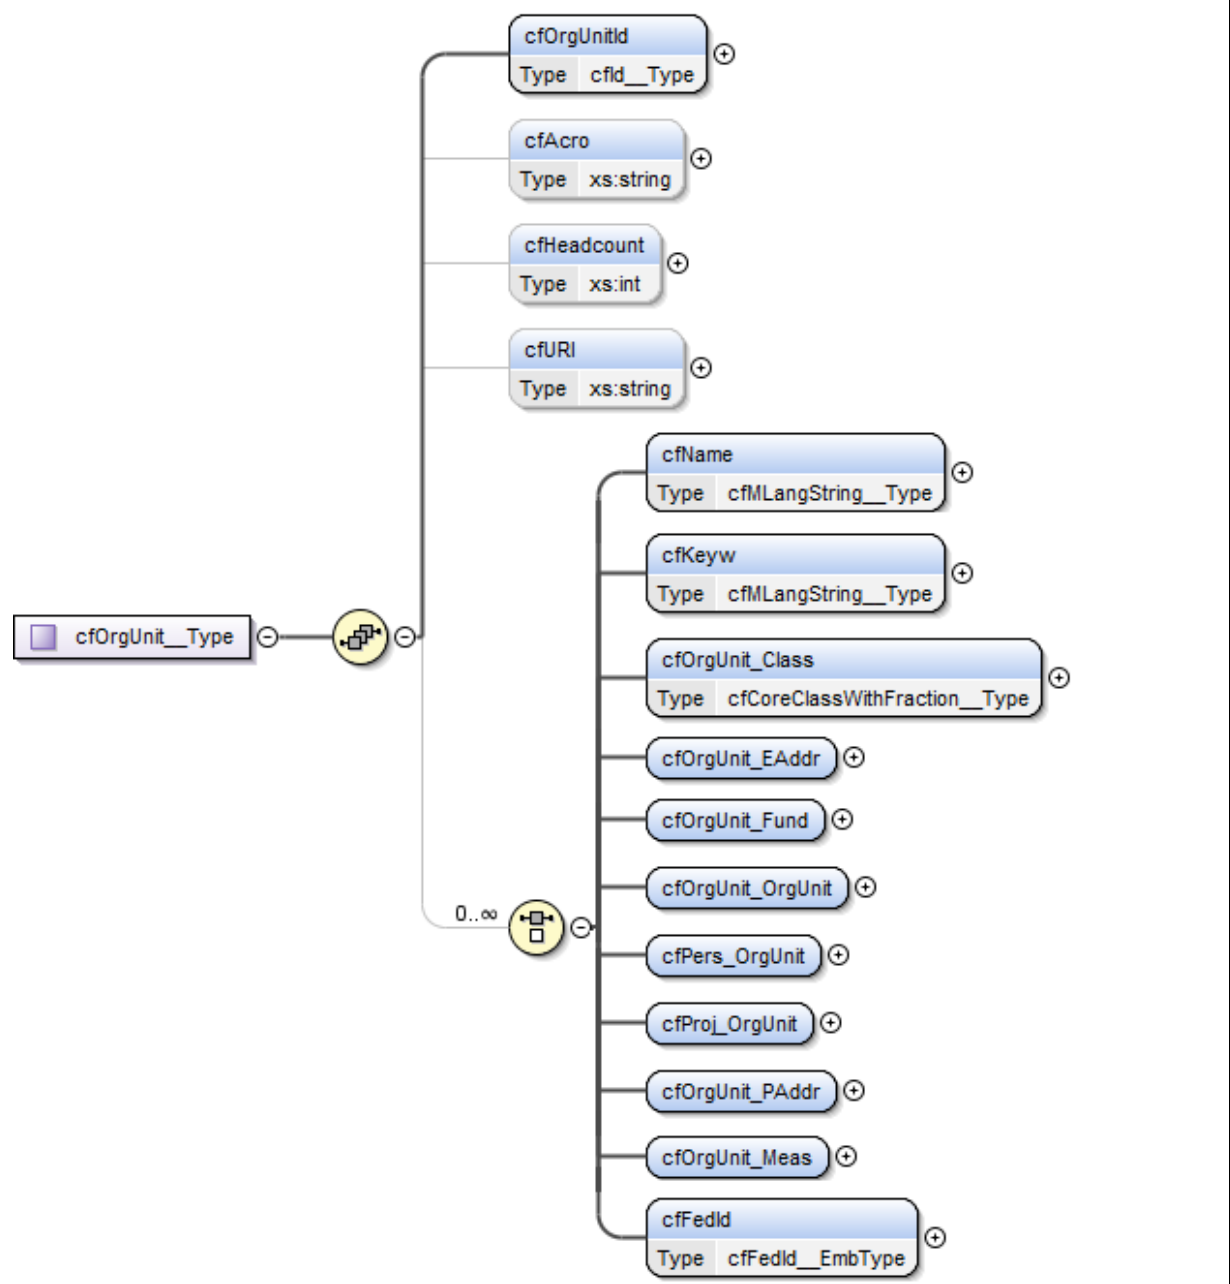 cfOrgUnitId
Type cfId__Type
cfAcro
Type xs:string
cfHeadcount
Type xs:int
cfURI
Type xs:string
cfName
Type cfMLangString__Type
cfKeyw
Type cfMLangString__Type
cfOrgUnit__Type
cfOrgUnit_Class
Type cfCoreClassWithFraction__Type
cfOrgUnit_EAddr
cfOrgUnit_Fund
cfOrgUnit_OrgUnit
0..∞
cfPers_OrgUnit
cfProj_OrgUnit
cfOrgUnit_PAddr
cfOrgUnit_Meas
cfFedId
Type cfFedId__EmbType